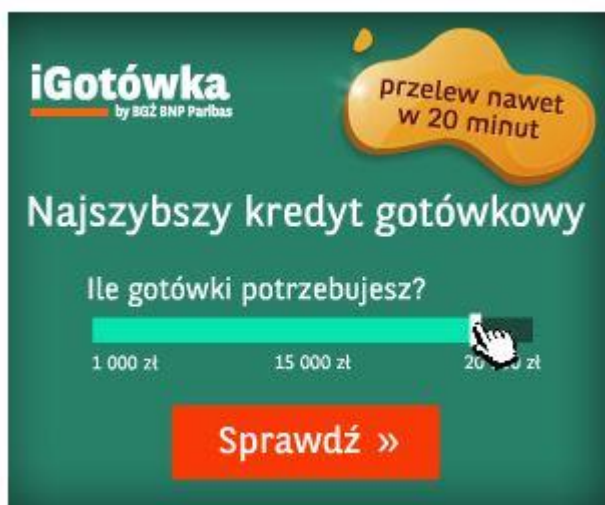 iGotówka
by BGŻ BNP Paribas
przelew nawet
w 20 minut
Najszybszy kredyt gotówkowy
Ile gotówki potrzebujesz?
1 000 zł 15 000 zł zł
Sprawdź »